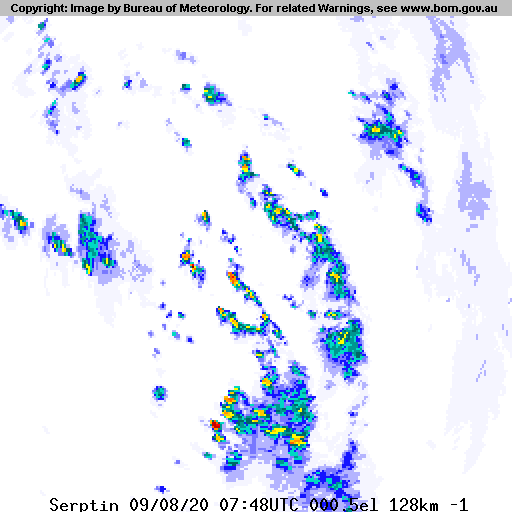 Copyright: Image by Bureau of Meteorology. For related Warnings, see www.bom.gov.au
Serptin 09/08/20 07:48UTC 000.5el 128km -1